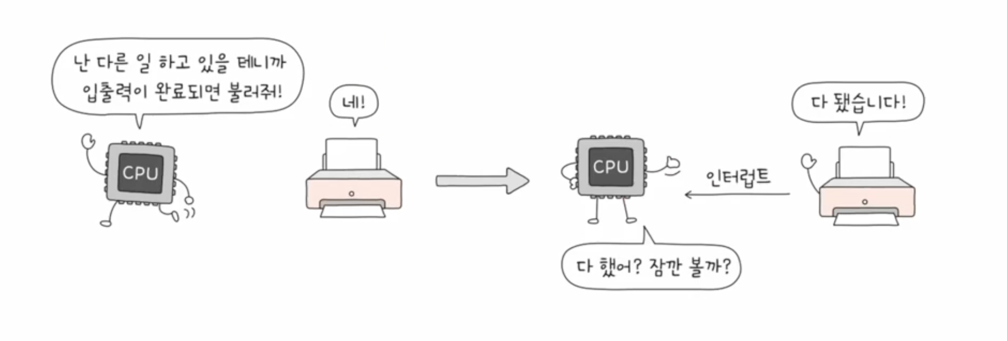 난 다른 일 하고 있을 테니까
입출력이 완료되면 불러줘!
네!
CPU
다 됐습니다!
CPU
인터럽트
다 했어? 잠깐 볼까?